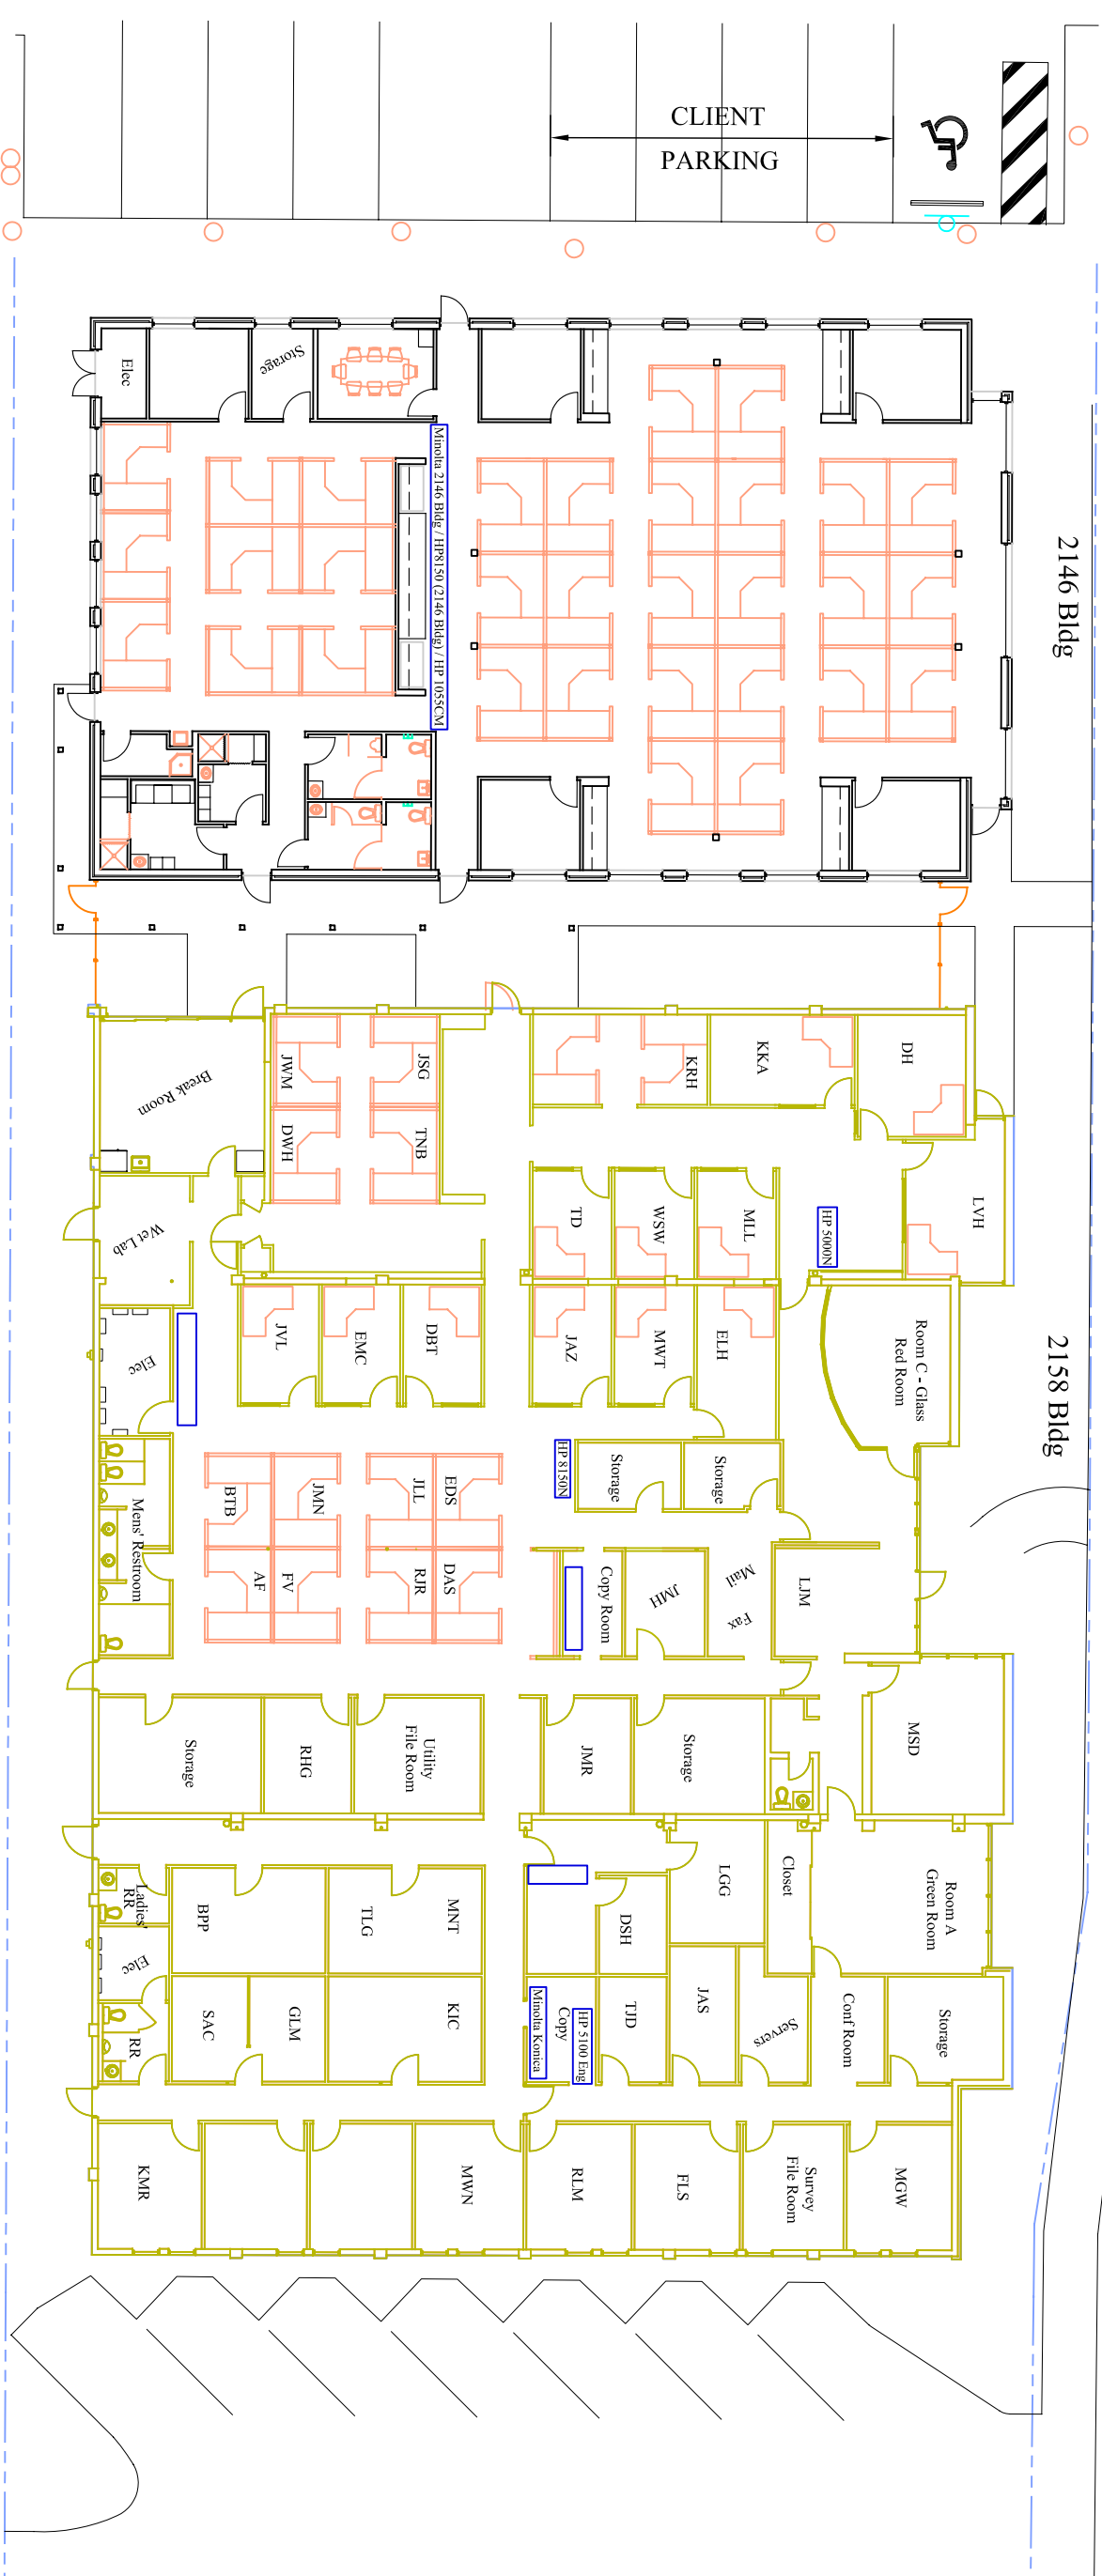 CLIENT
PARKING
2146 Bldg
Elec
Storage
Minolta 2146 Bldg / HP8150 (2146 Bldg) / HP 1055CM
2158 Bldg
Break Room
JWM
JSG
DWH
TNB
KRH
KKA
DH
LVH
TD
WSW
MLL
HP 5000N
Wet Lab
Elec
JVL
EMC
DBT
JAZ
MWT
ELH
Room C - Glass
Red Room
HP 8150N
Storage
Storage
BTB
JMN
JLL
EDS
AF
FV
RJR
DAS
Mens' Restroom
Copy Room
JMH
Mail
Fax
LJM
Storage
RHG
Utility
File Room
JMR
Storage
MSD
Ladies'
RR
BPP
TLG
MNT
DSH
LGG
Closet
Room A
Green Room
Elec
RR
SAC
GLM
KIC
Minolta Konica
Copy
HP 5100 Eng
TJD
JAS
Servers
Conf Room
Storage
KMR
MWN
RLM
FLS
Survey
File Room
MGW